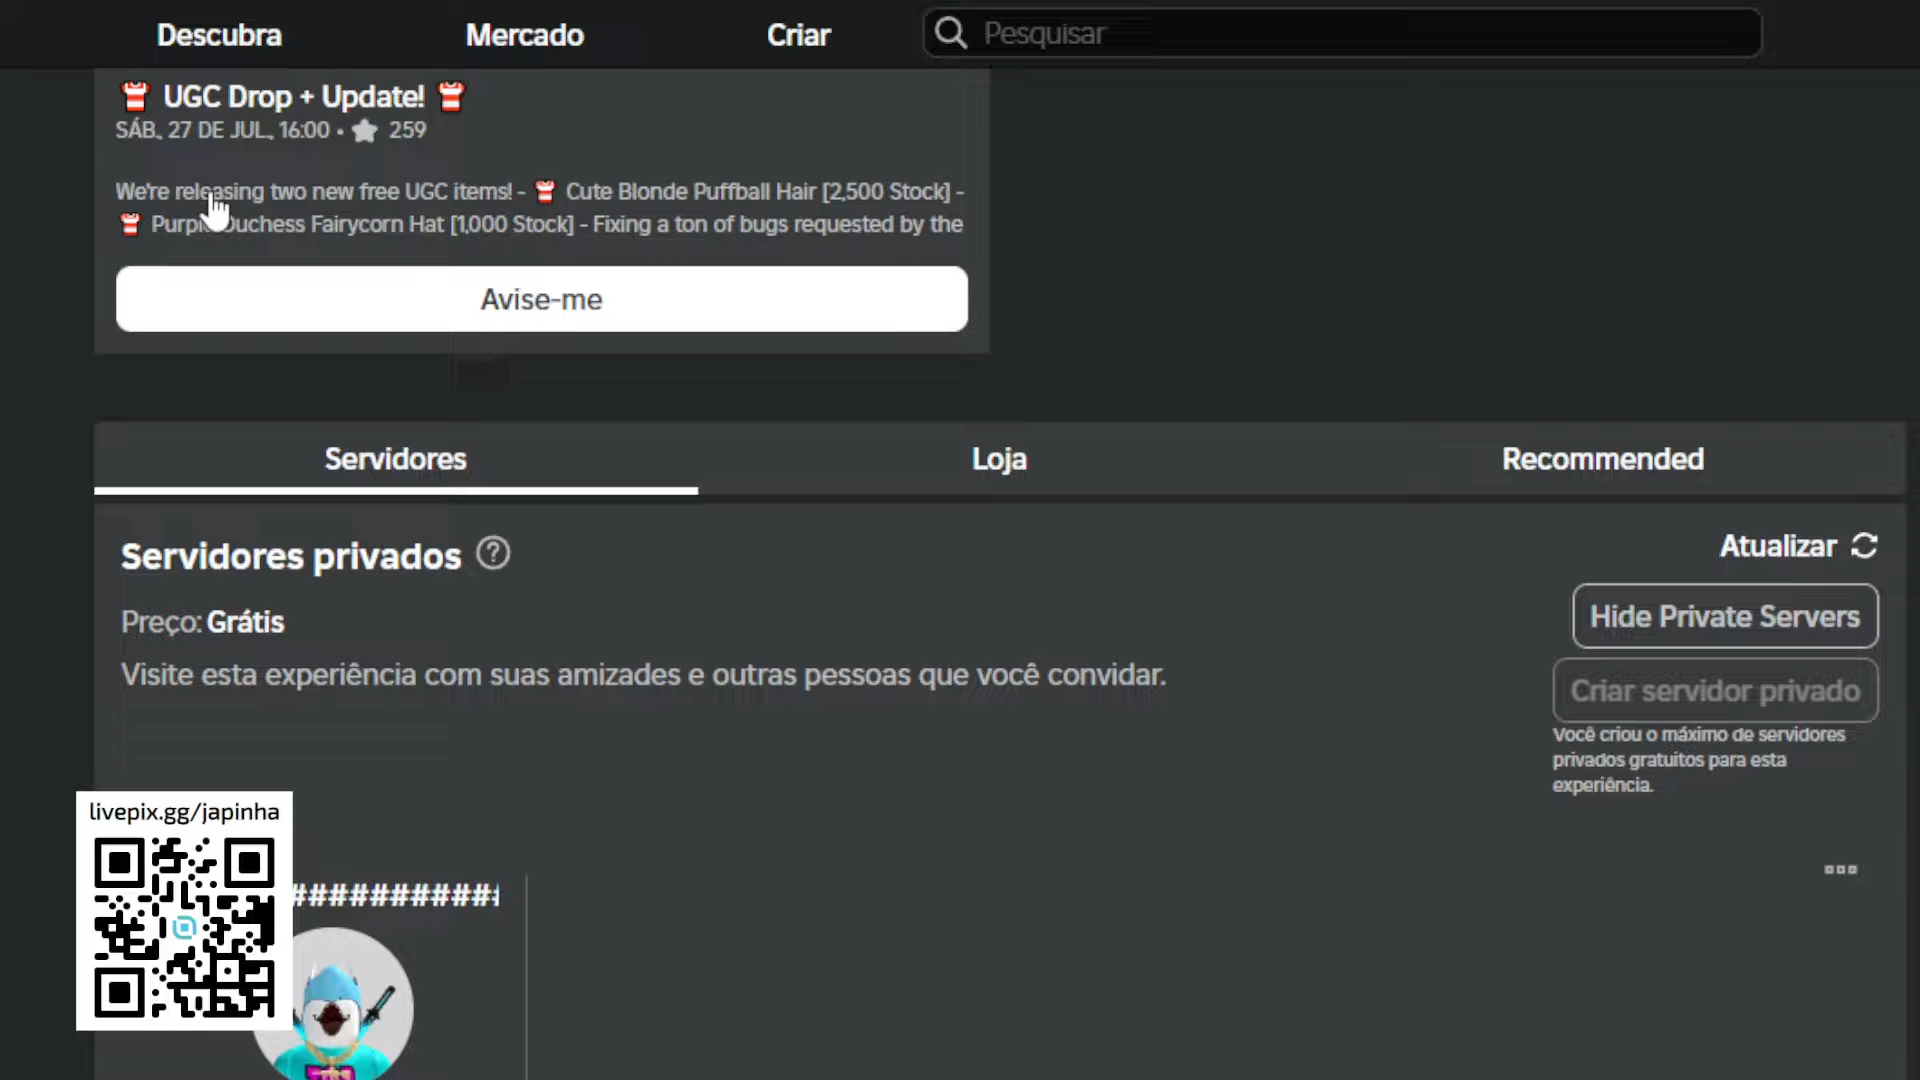 Descubra
Mercado
Criar
Pesquisar
UGC Drop + Update!
SÁB., 27 DE JUL., 16:00 • 259
We're releasing two new free UGC items! - Cute Blonde Puffball Hair [2,500 Stock] -
Duchess Fairycorn Hat [1,000 Stock] - Fixing a ton of bugs requested by the
Avise-me
Servidores
Loja
Recommended
Servidores privados
Atualizar
Preço: Grátis
Hide Private Servers
Visite esta experiência com suas amizades e outras pessoas que você convidar.
Criar servidor privado
Você criou o máximo de servidores
privados gratuitos para esta
experiência.
livepix.gg/japinha
###########